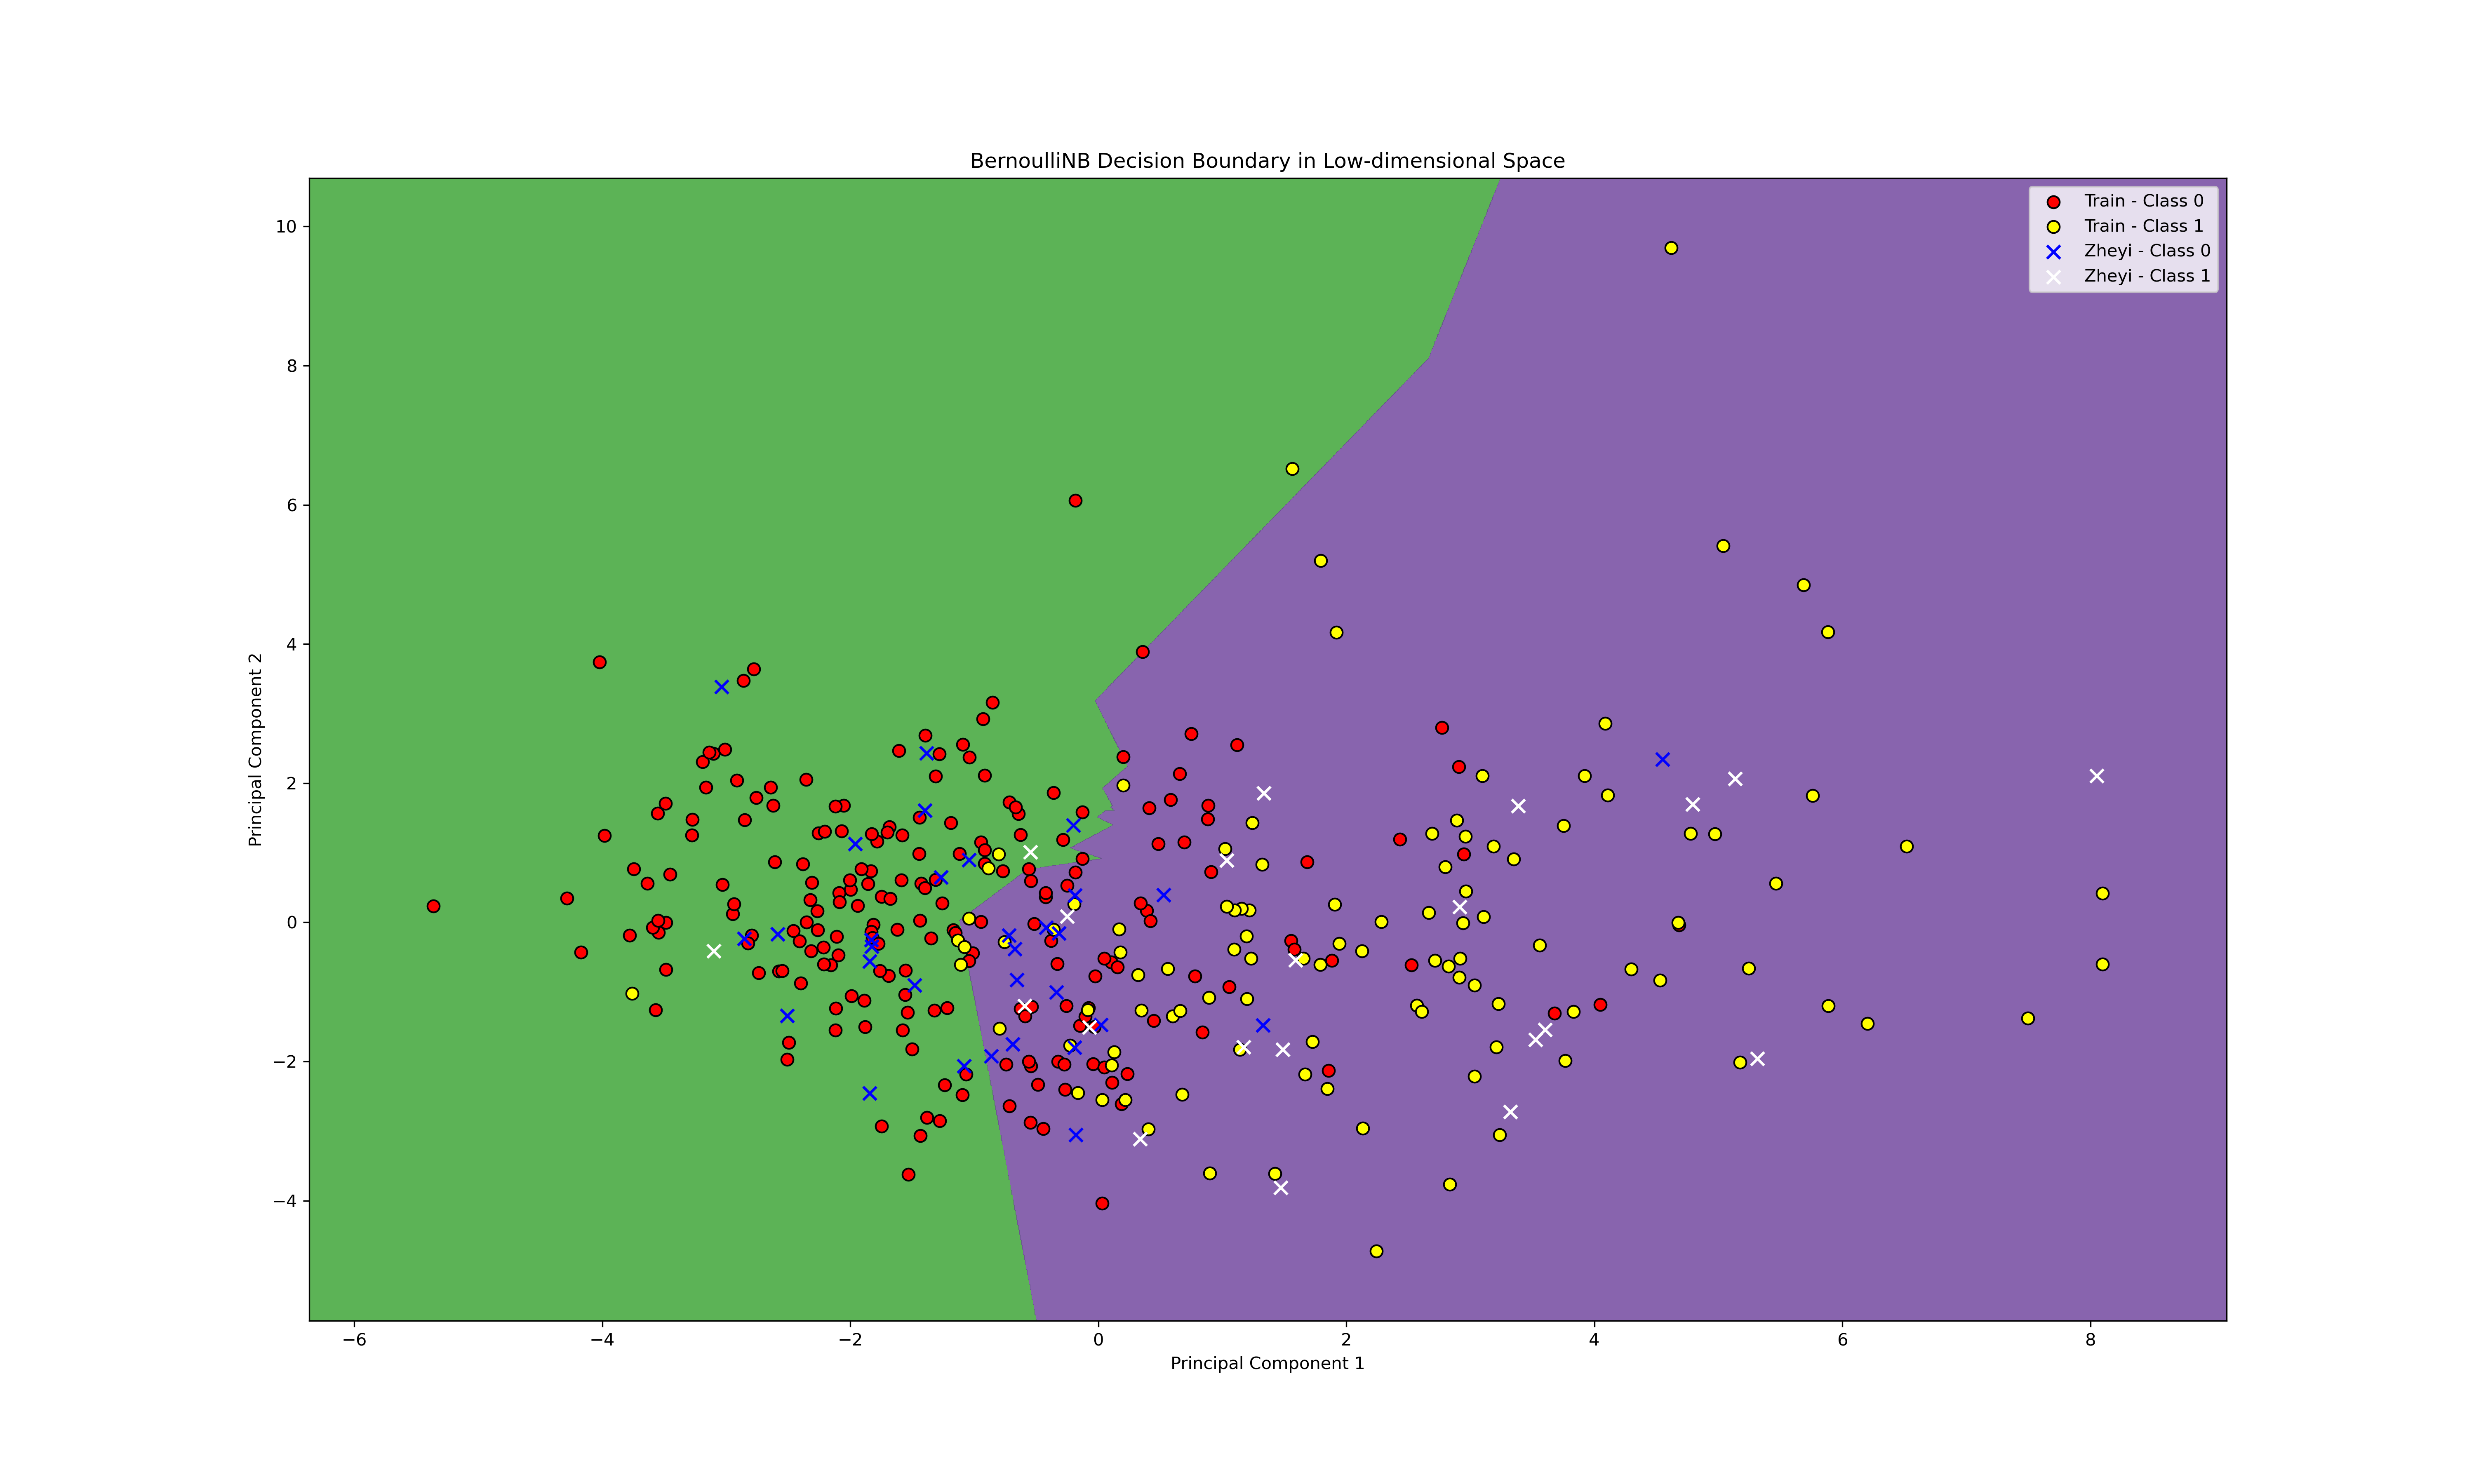 BernoulliNB Decision Boundary in Low-dimensional Space
Train - Class 0
Train - Class 1
Zheyi - Class 0
Zheyi - Class 1
10
8
6
4
2
0
−2
−4
Principal Component 2
−6 −4 −2 0 2 4 6 8
Principal Component 1